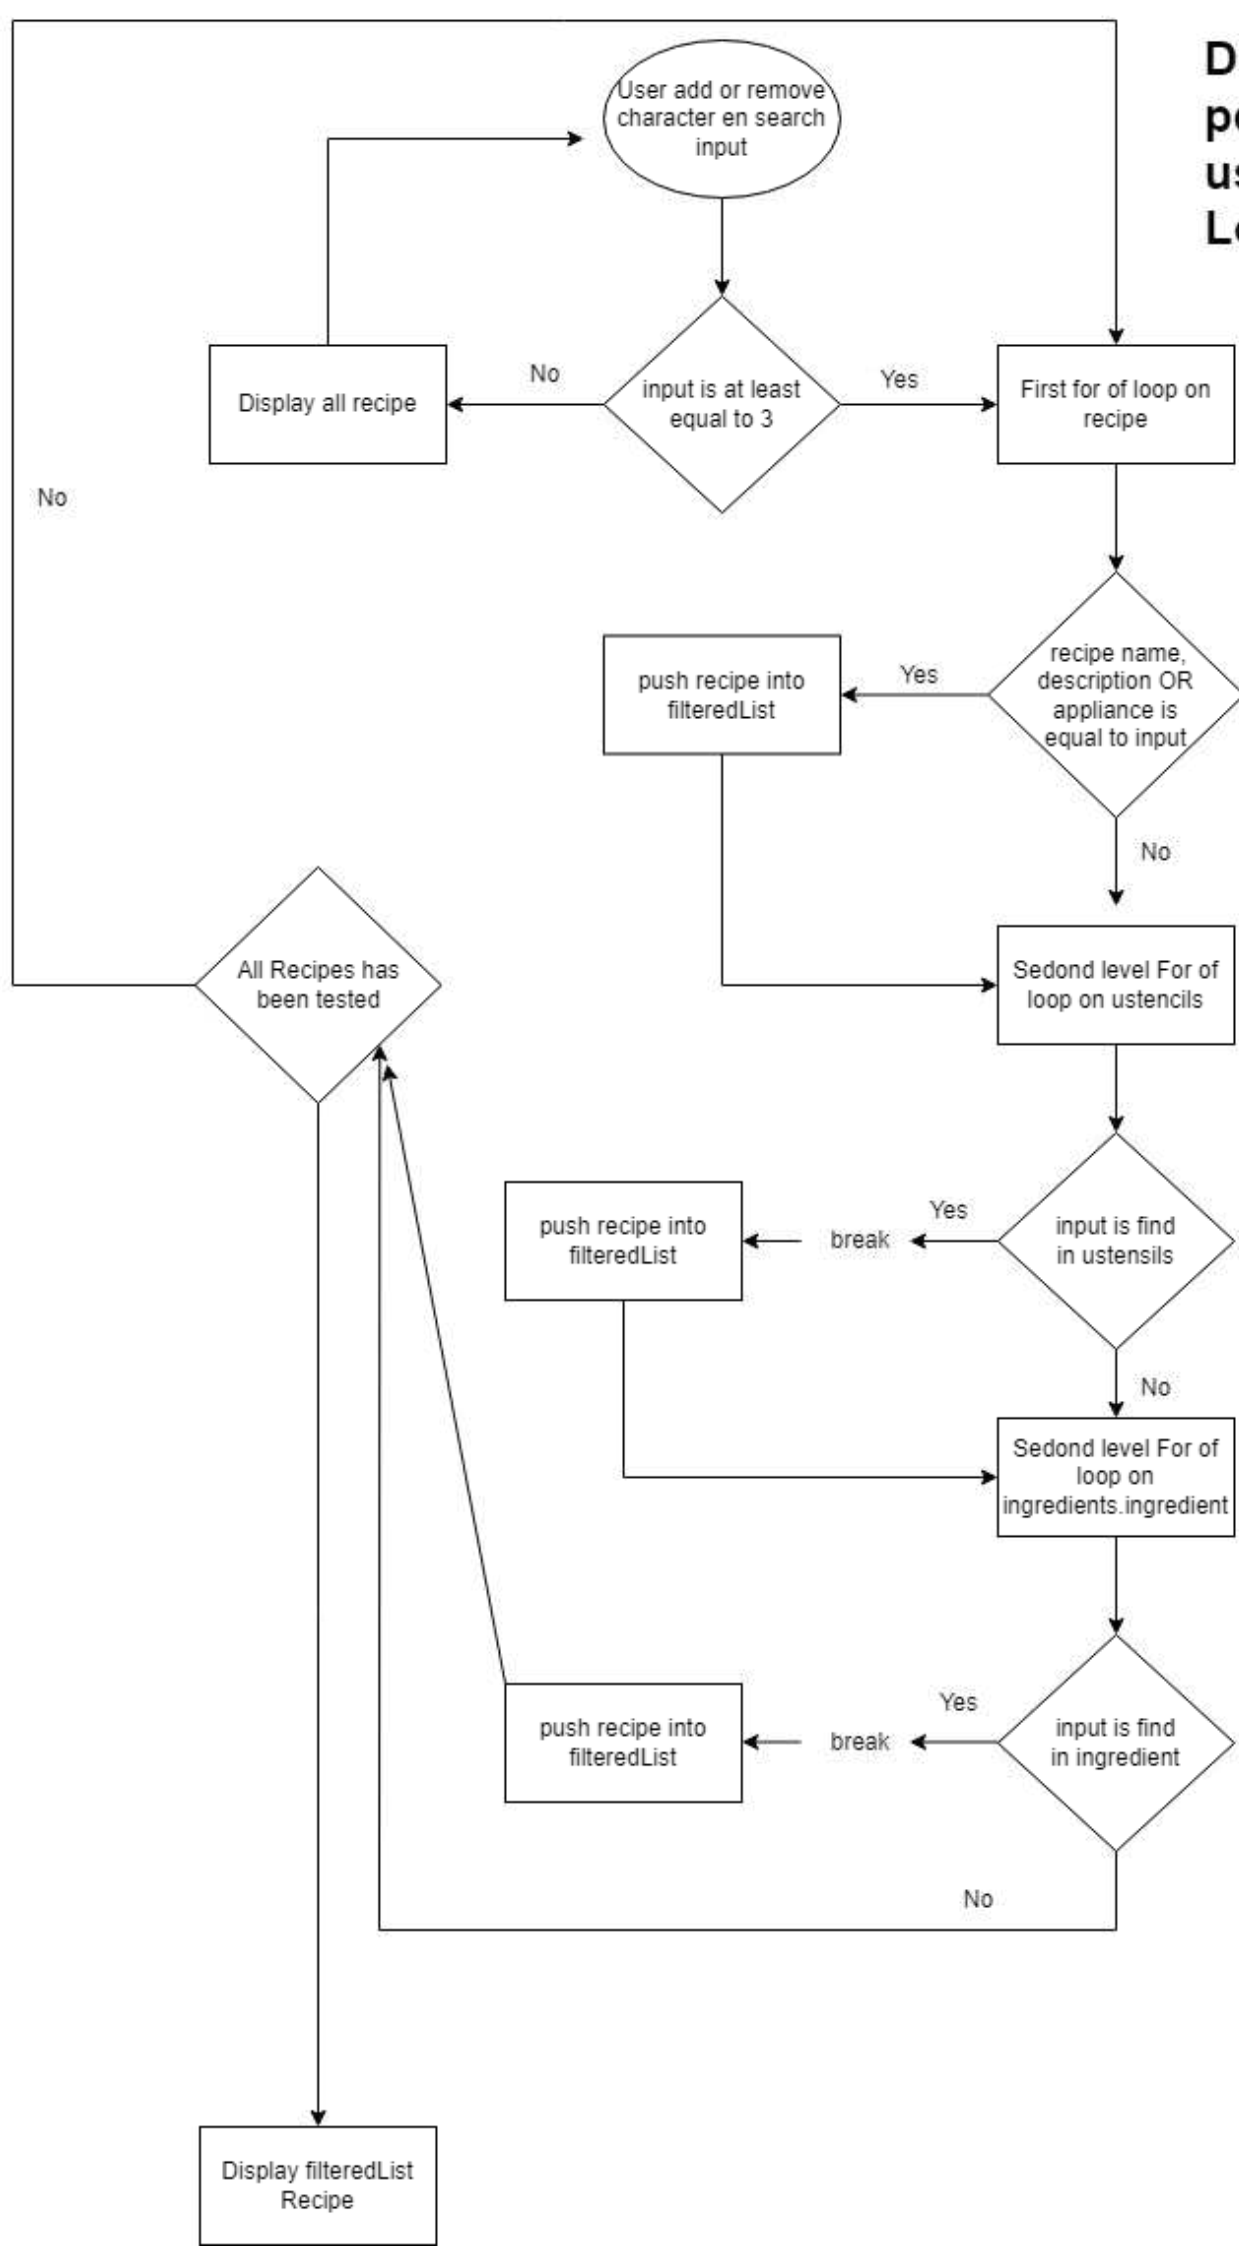 User add or remove
character en search
input
Display all recipe
No
input is at least
equal to 3
Yes
First for of loop on
recipe
No
push recipe into
filteredList
Yes
recipe name,
description OR
appliance is
equal to input
No
All Recipes has
been tested
Sedond level For of
loop on ustencils
push recipe into
filteredList
break
Yes
input is find
in ustensils
No
Sedond level For of
loop on
ingredients.ingredient
push recipe into
filteredList
break
Yes
input is find
in ingredient
No
Display filteredList
Recipe